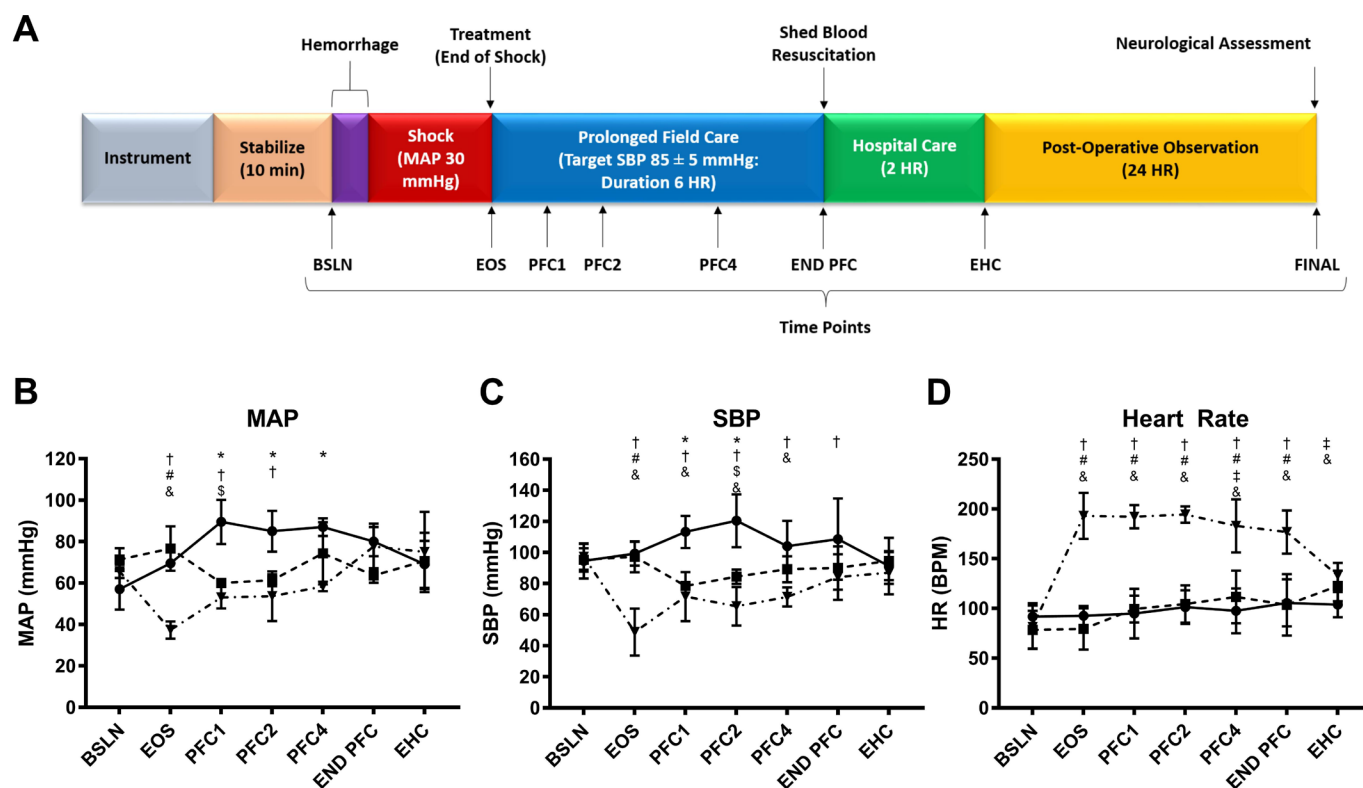 A
Hemorrhage
Treatment
(End of Shock)
Shed Blood
Resuscitation
Neurological Assessment
Instrument
Stabilize
(10 min)
Shock
(MAP 30
mmHg)
Prolonged Field Care
(Target SBP 85 ± 5 mmHg:
Duration 6 HR)
Hospital Care
(2 HR)
Post-Operative Observation
(24 HR)
BSLN
EOS
PFC1
PFC2
PFC4
END PFC
EHC
FINAL
Time Points
B
MAP
MAP (mmHg)
120
100
80
60
40
20
0
†
#
&
*
†
$
*
†
*
BSLN
EOS
PFC1
PFC2
PFC4
END PFC
EHC
C
SBP
SBP (mmHg)
160
140
120
100
80
60
40
20
0
†
#
&
*
†
&
*
†
$
&
†
&
†
BSLN
EOS
PFC1
PFC2
PFC4
END PFC
EHC
D
Heart Rate
HR (BPM)
250
200
150
100
50
0
†
#
&
†
#
&
†
#
&
†
#
‡
&
†
#
&
‡
&
BSLN
EOS
PFC1
PFC2
PFC4
END PFC
EHC